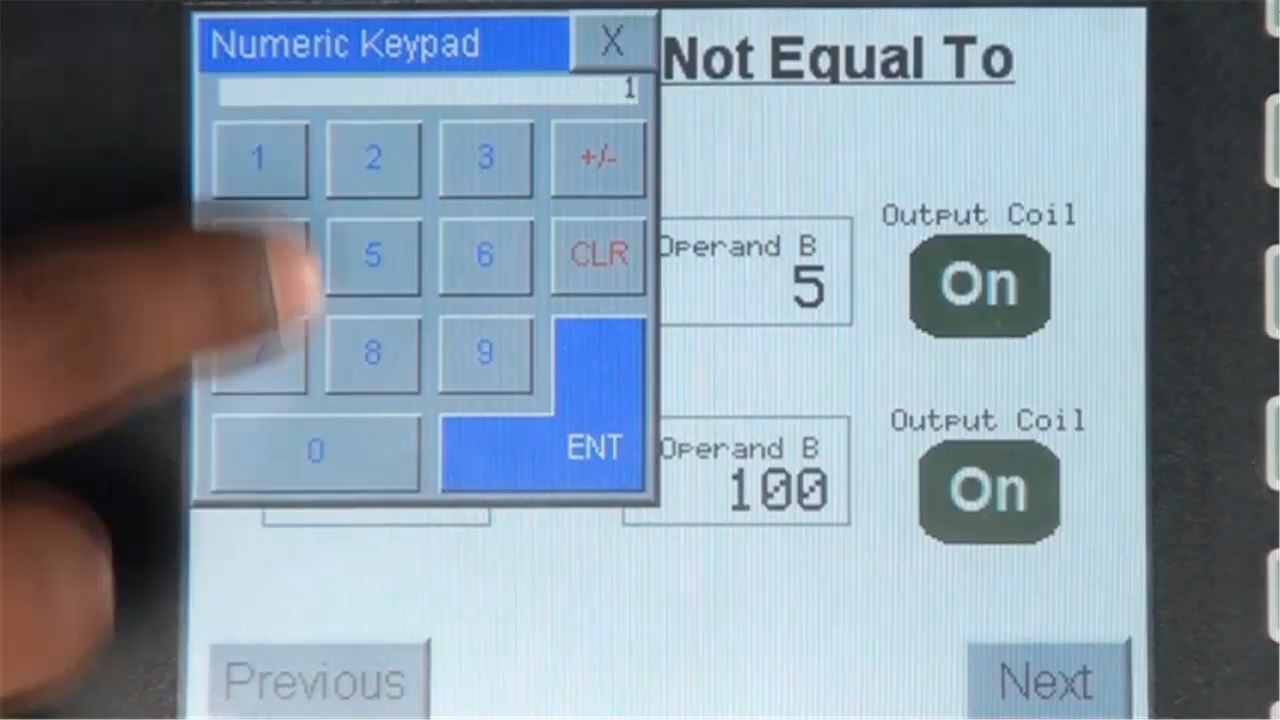 Numeric Keypad X
Not Equal To
1
1 2 3 +/-
5 6 CLR
7 8 9
0 ENT
Operand B
5
Output Coil
On
Operand B
100
Output Coil
On
Previous
Next